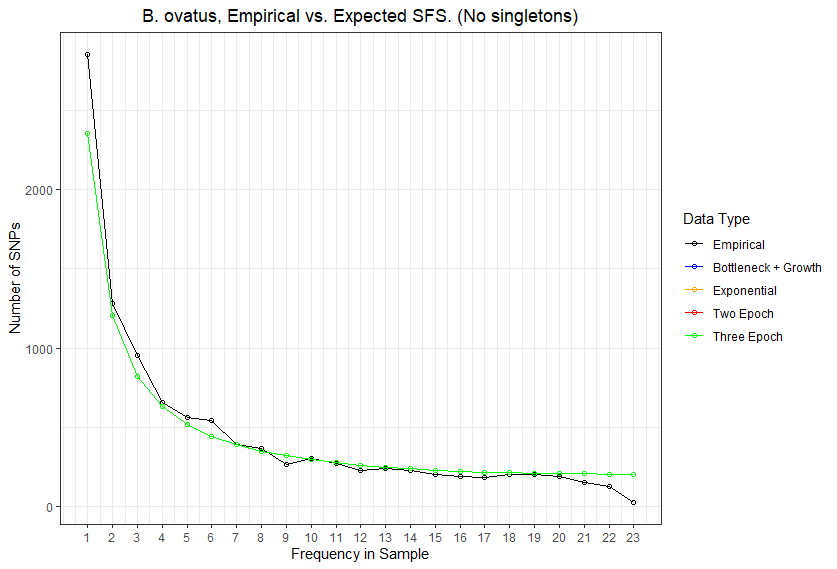 B. ovatus, Empirical vs. Expected SFS. (No singletons)
Number of SNPs
2000
1000
0
1 2 3 4 5 6 7 8 9 10 11 12 13 14 15 16 17 18 19 20 21 22 23
Frequency in Sample
Data Type
Empirical
Bottleneck + Growth
Exponential
Two Epoch
Three Epoch